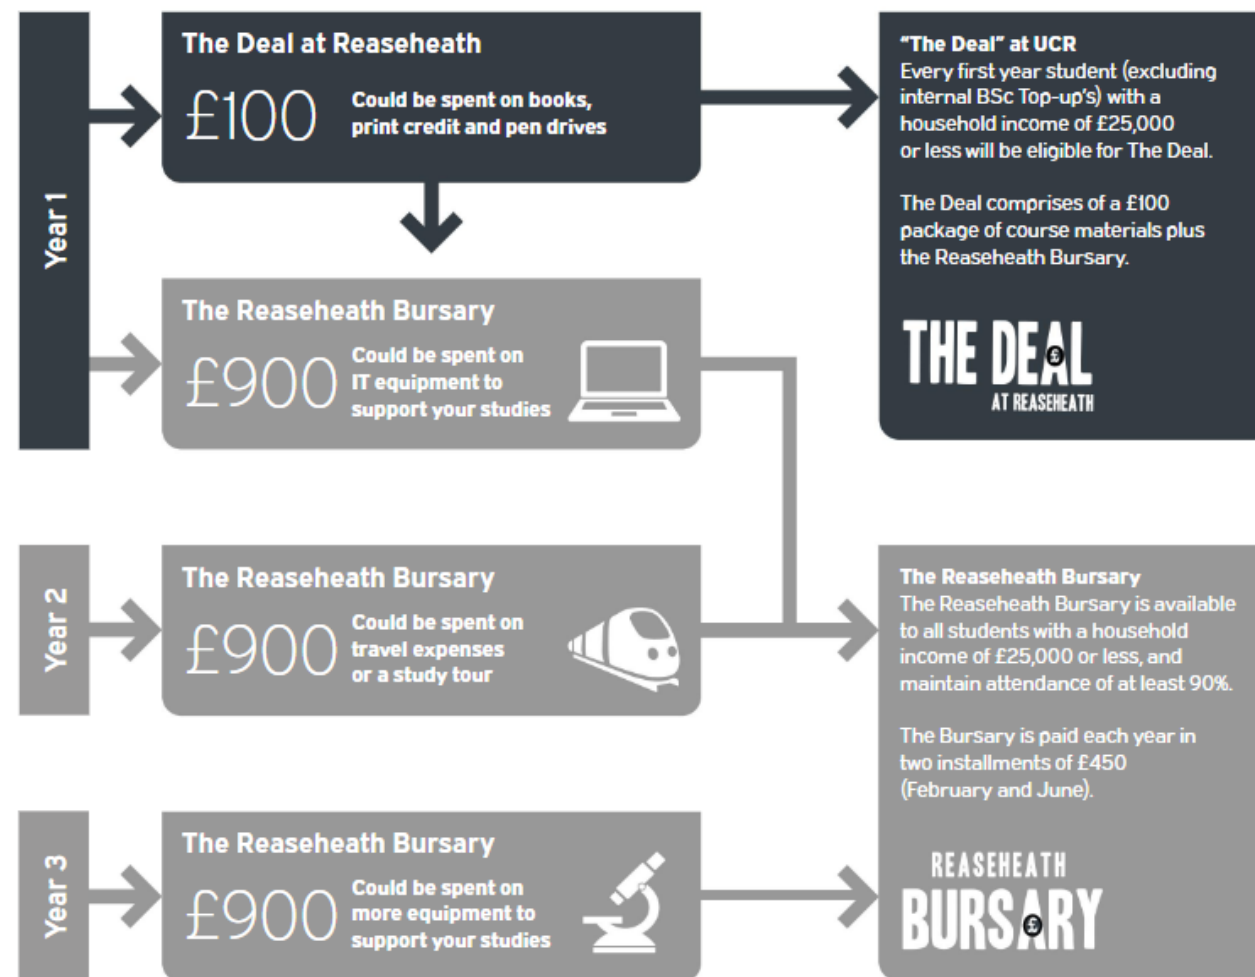 Year 1
The Deal at Reaseheath
£100
Could be spent on books,
print credit and pen drives
"The Deal" at UCR
Every first year student (excluding
internal BSc Top-up's) with a
household income of £25,000
or less will be eligible for The Deal.
The Deal comprises of a £100
package of course materials plus
the Reaseheath Bursary.
THE DEAL
AT REASEHEATH
The Reaseheath Bursary
£900
Could be spent on
IT equipment to
support your studies
Year 2
The Reaseheath Bursary
£900
Could be spent on
travel expenses
or a study tour
The Reaseheath Bursary
The Reaseheath Bursary is available
to all students with a household
income of £25,000 or less, and
maintain attendance of at least 90%.
The Bursary is paid each year in
two installments of £450
(February and June).
REASEHEATH
BURSARY
Year 3
The Reaseheath Bursary
£900
Could be spent on
more equipment to
support your studies